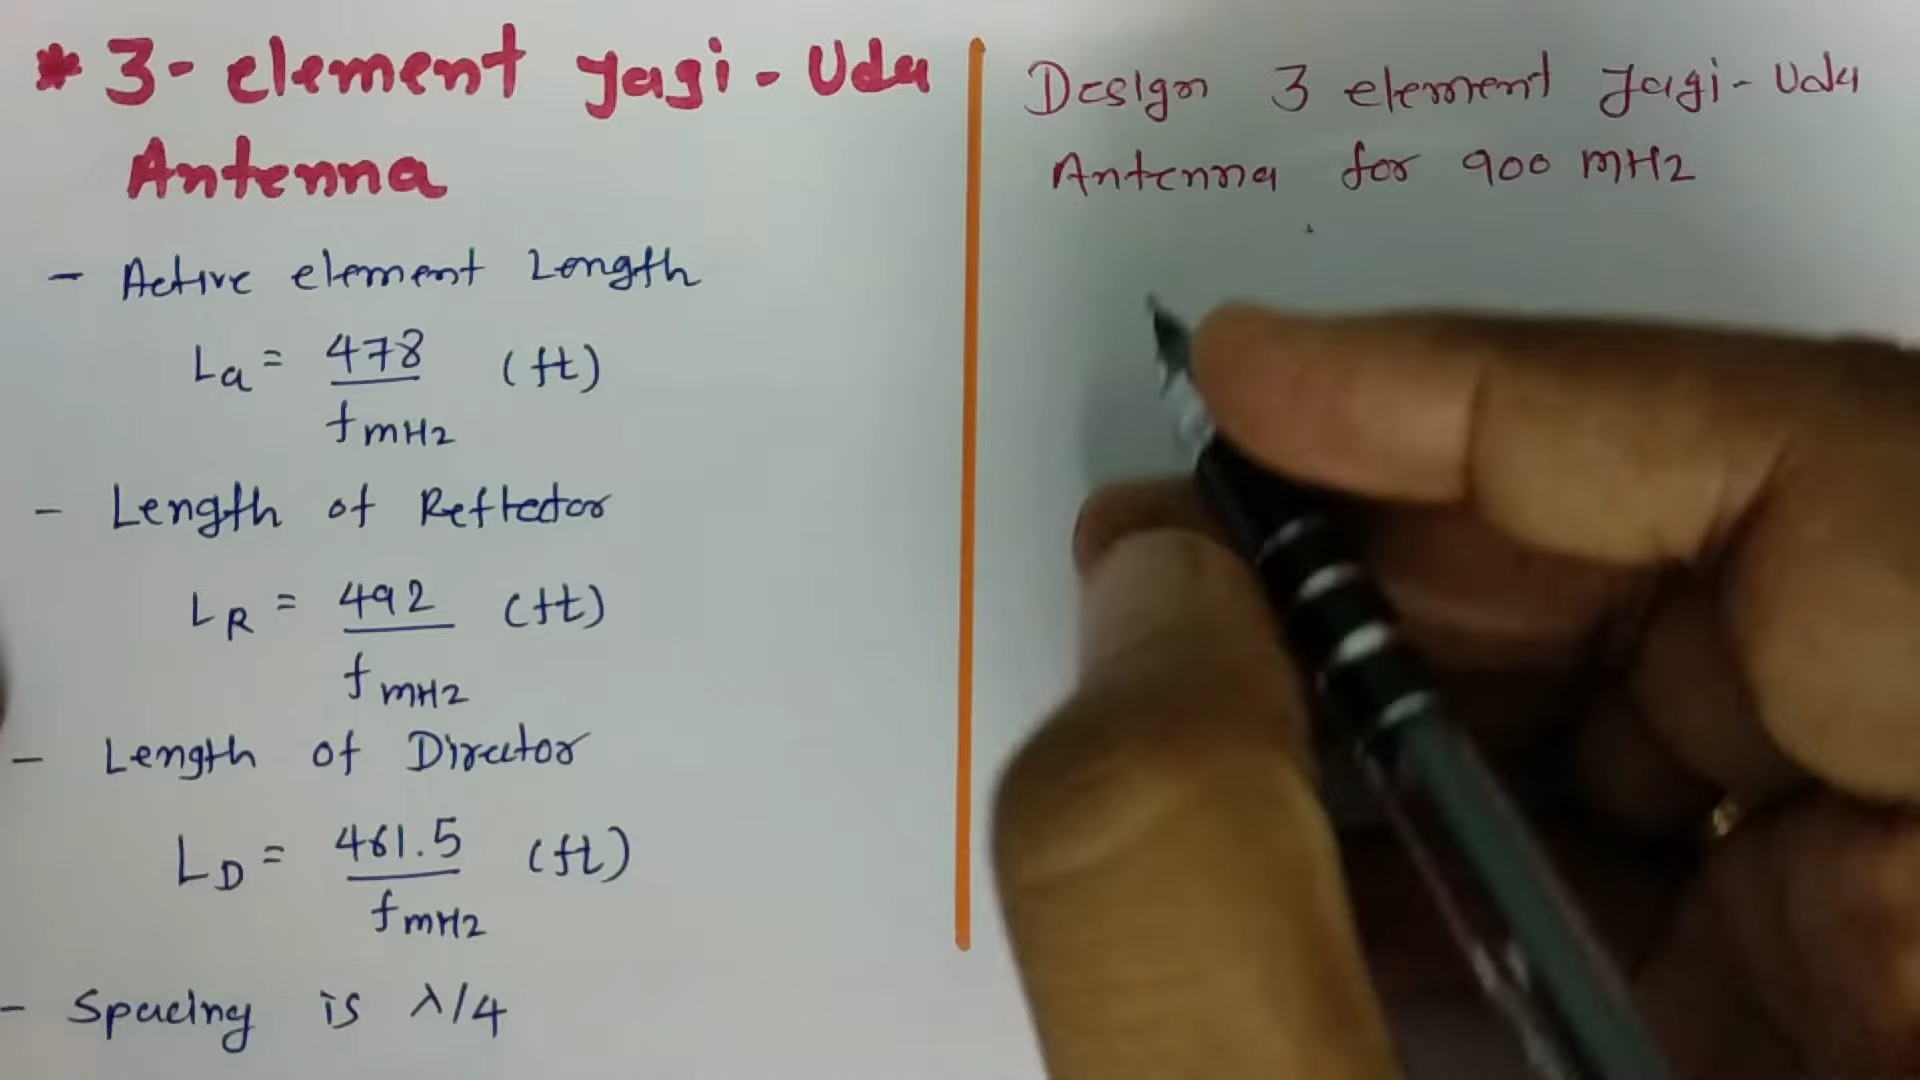 * 3-element Yagi-Uda
Antenna
- Active element Length
La = 478 (ft)
fMHz
- Length of Reflector
LR = 492 (ft)
fMHz
- Length of Director
LD = 461.5 (ft)
fMHz
- Spacing is λ/4
Design 3 element Yagi-Uda
Antenna for 900 MHz